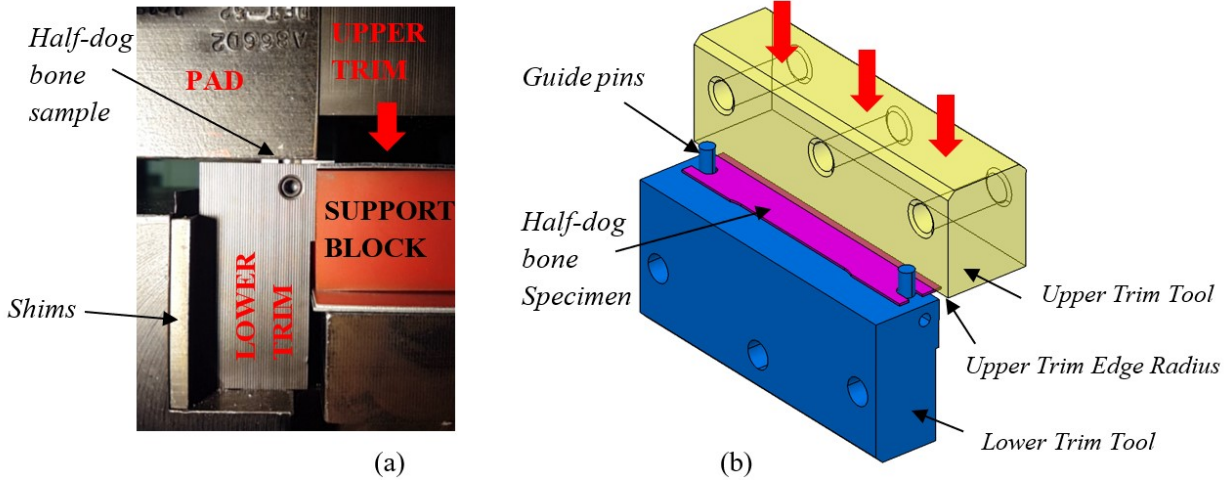 Half-dog
bone
sample
PAD
UPPER
TRIM
SUPPORT
BLOCK
LOWER
TRIM
Shims
(a)
Guide pins
Half-dog
bone
Specimen
Upper Trim Tool
Upper Trim Edge Radius
Lower Trim Tool
(b)